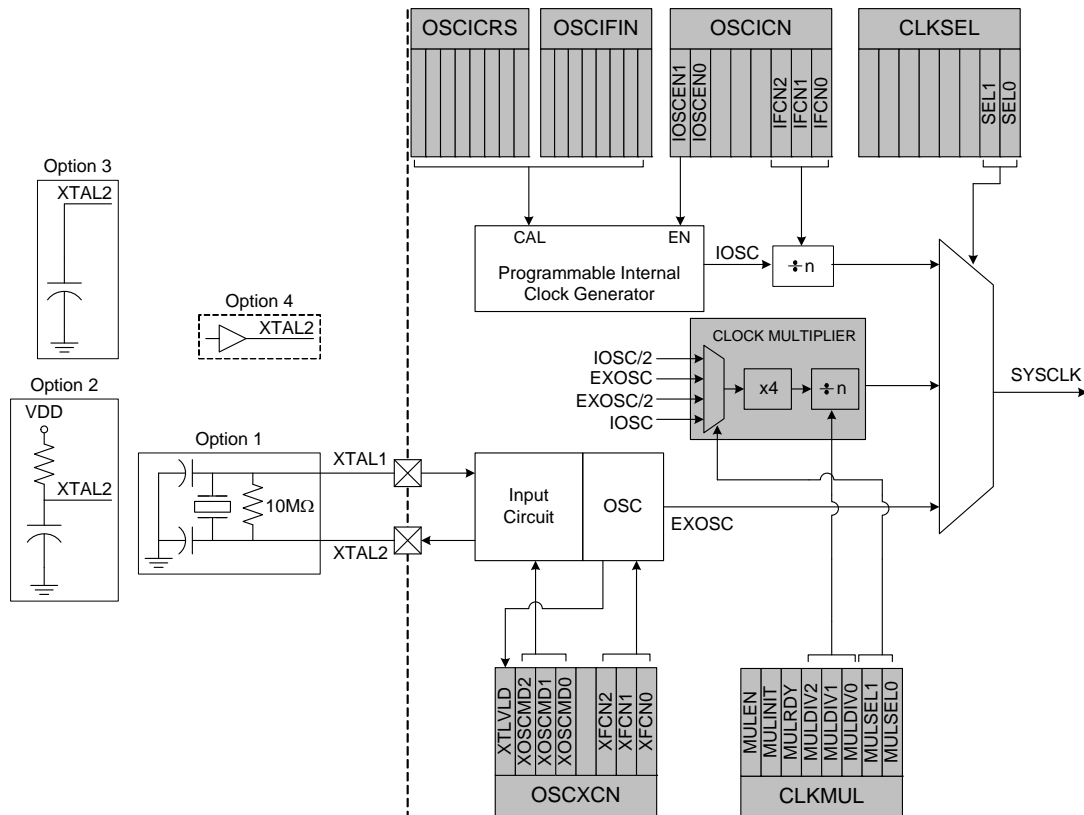 OSCICRS
OSCIFIN
OSCICN
CLKSEL
IOSCEN1
IOSCEN0
IFCN2
IFCN1
IFCN0
SEL1
SEL0
Option 3
XTAL2
Option 4
XTAL2
CAL
EN
Programmable Internal
Clock Generator
IOSC
÷n
CLOCK MULTIPLIER
IOSC/2
EXOSC
EXOSC/2
IOSC
x4
÷n
SYSCLK
Option 2
VDD
XTAL2
Option 1
10MΩ
XTAL1
XTAL2
Input
Circuit
OSC
EXOSC
XTLVLD
XOSCMD2
XOSCMD1
XOSCMD0
XFCN2
XFCN1
XFCN0
OSCXCN
MULEN
MULINIT
MULRDY
MULDIV2
MULDIV1
MULDIV0
MULSEL1
MULSEL0
CLKMUL